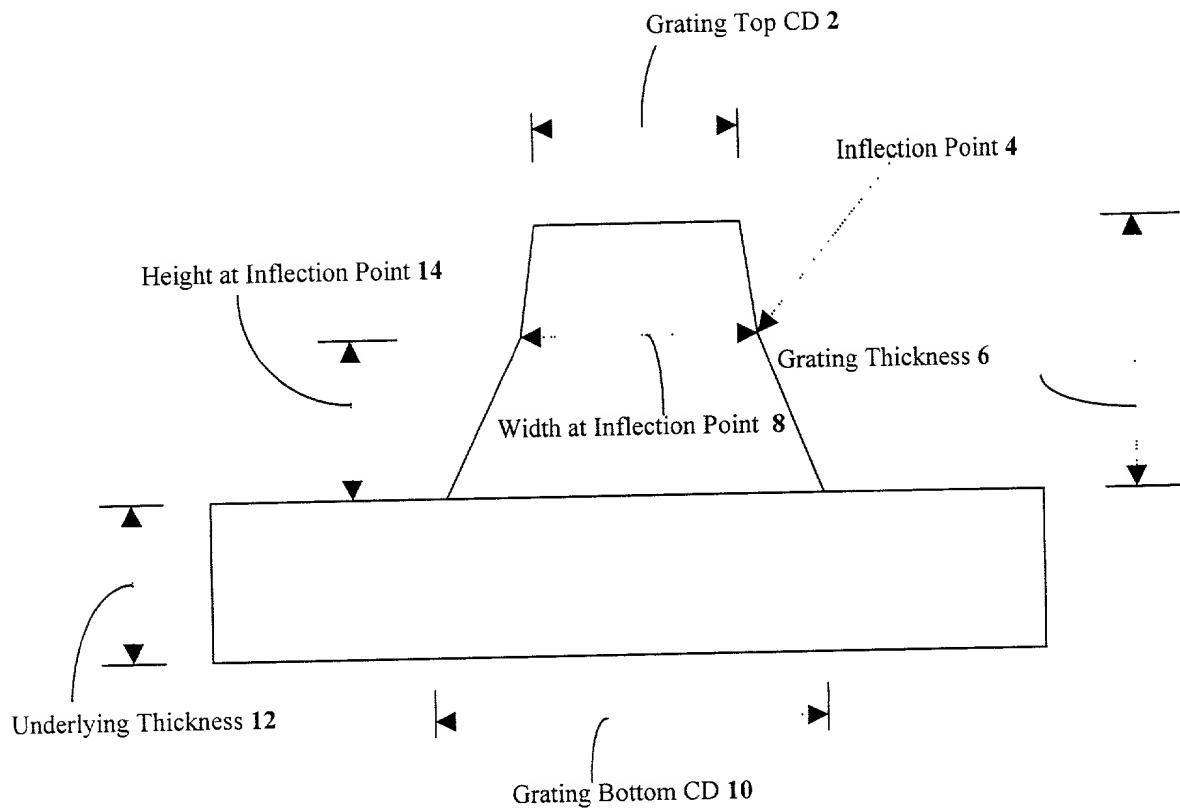 Grating Top CD 2
Inflection Point 4
Height at Inflection Point 14
Grating Thickness 6
Width at Inflection Point 8
Underlying Thickness 12
Grating Bottom CD 10